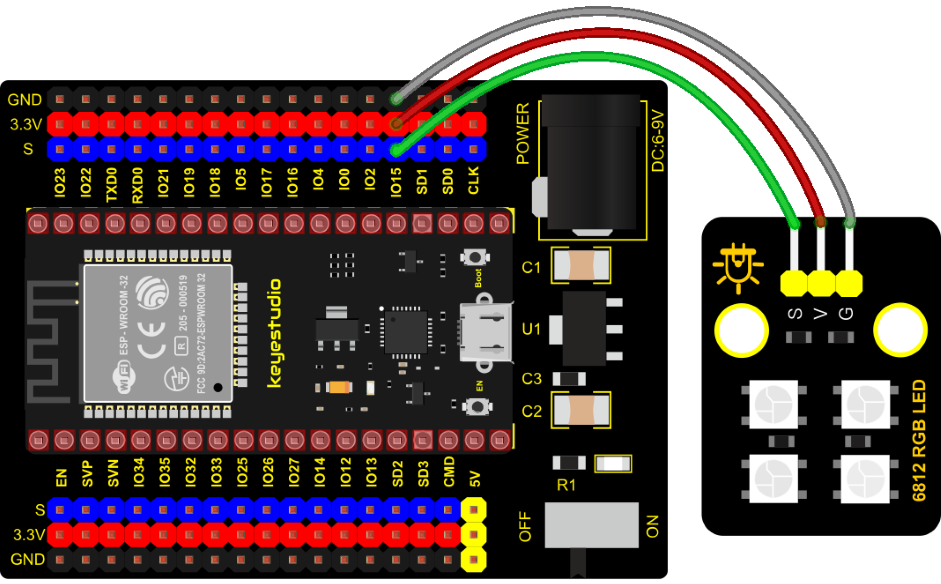 GND
3.3V
S
IO23
IO22
TXD0
RXD0
IO21
IO19
IO18
IO5
IO17
IO16
IO4
IO0
IO2
IO15
SD1
SD0
CLK
POWER
DC:6-9V
C1
U1
C3
C2
R1
OFF
ON
WiFi
ESP - WROOM-32
CE
R 205 - 000519
FCC 9D:2AC72-ESPWROOM 32
keyestudio
Boot
EN
EN
SVP
SVN
IO34
IO35
IO32
IO33
IO25
IO26
IO27
IO14
IO12
IO13
SD2
SD3
CMD
5V
S
3.3V
GND
S
V
G
6812 RGB LED